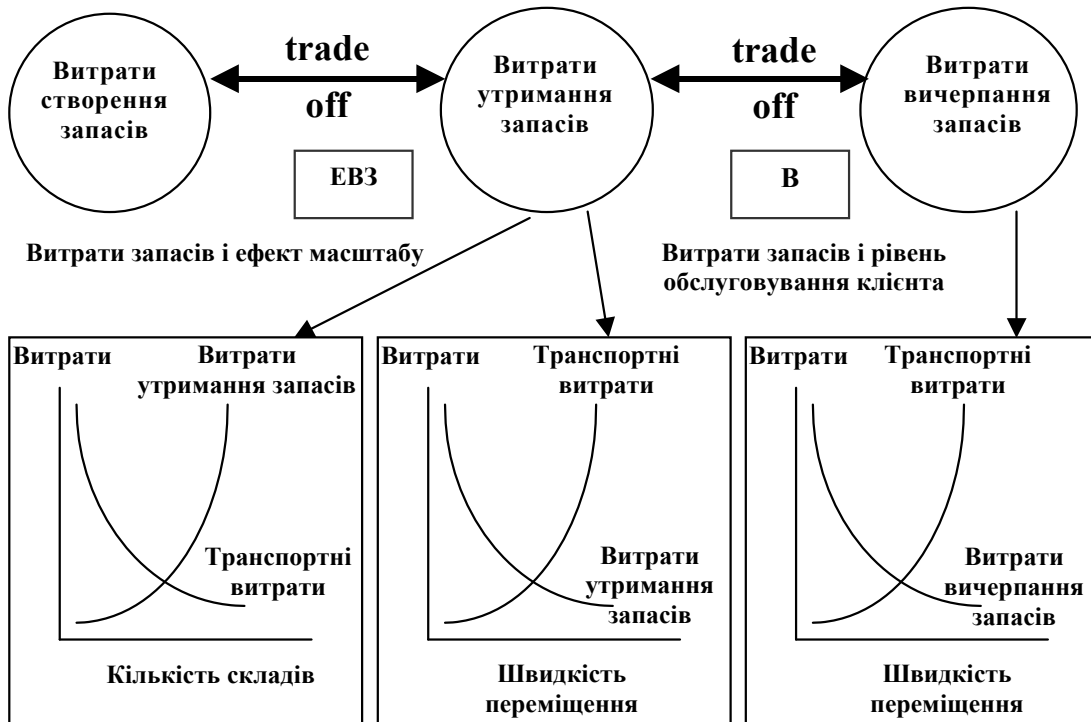 Витрати
створення
запасів
trade
off
Витрати
утримання
запасів
trade
off
Витрати
вичерпання
запасів
ЕВЗ
В
Витрати запасів і ефект масштабу
Витрати запасів і рівень
обслуговування клієнта
Витрати
Витрати
утримання запасів
Транспортні
витрати
Кількість складів
Витрати
Транспортні
витрати
Витрати
утримання
запасів
Швидкість
переміщення
Витрати
Транспортні
витрати
Витрати
вичерпання
запасів
Швидкість
переміщення